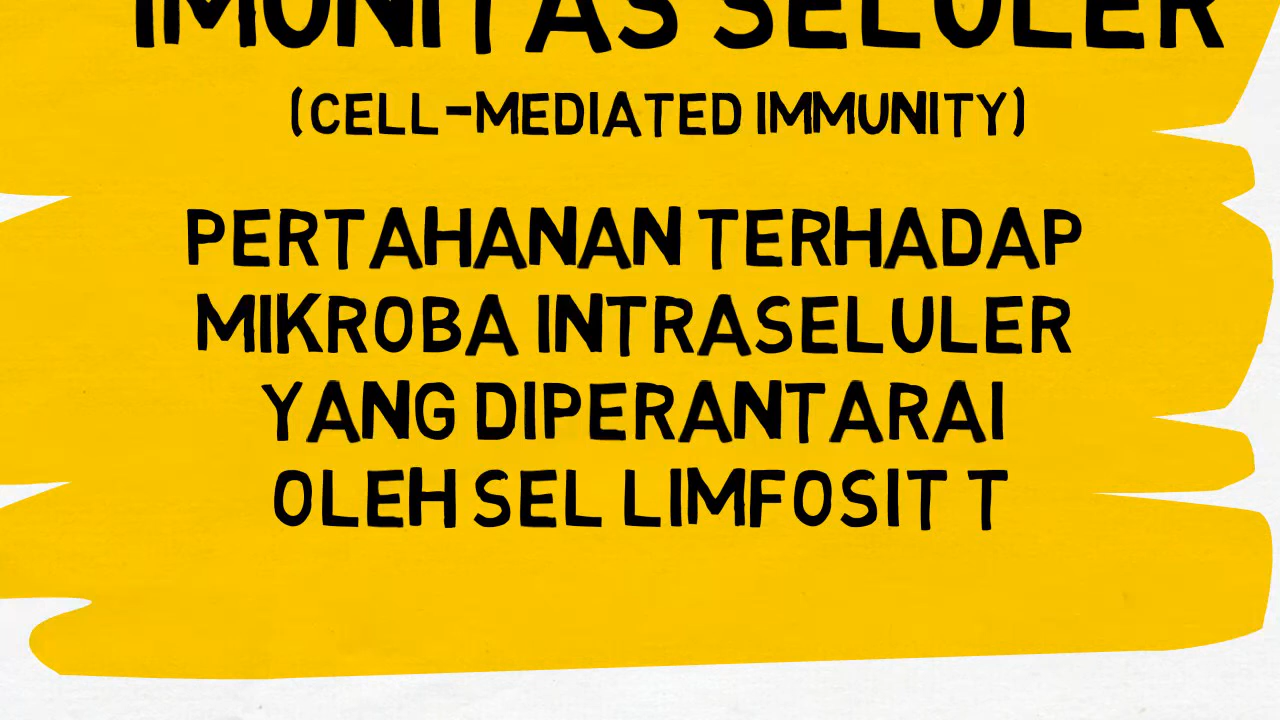 IMUNITAS SELULER
(CELL-MEDIATED IMMUNITY)
PERTAHANAN TERHADAP
MIKROBA INTRASELULER
YANG DIPERANTARAI
OLEH SEL LIMFOSIT T